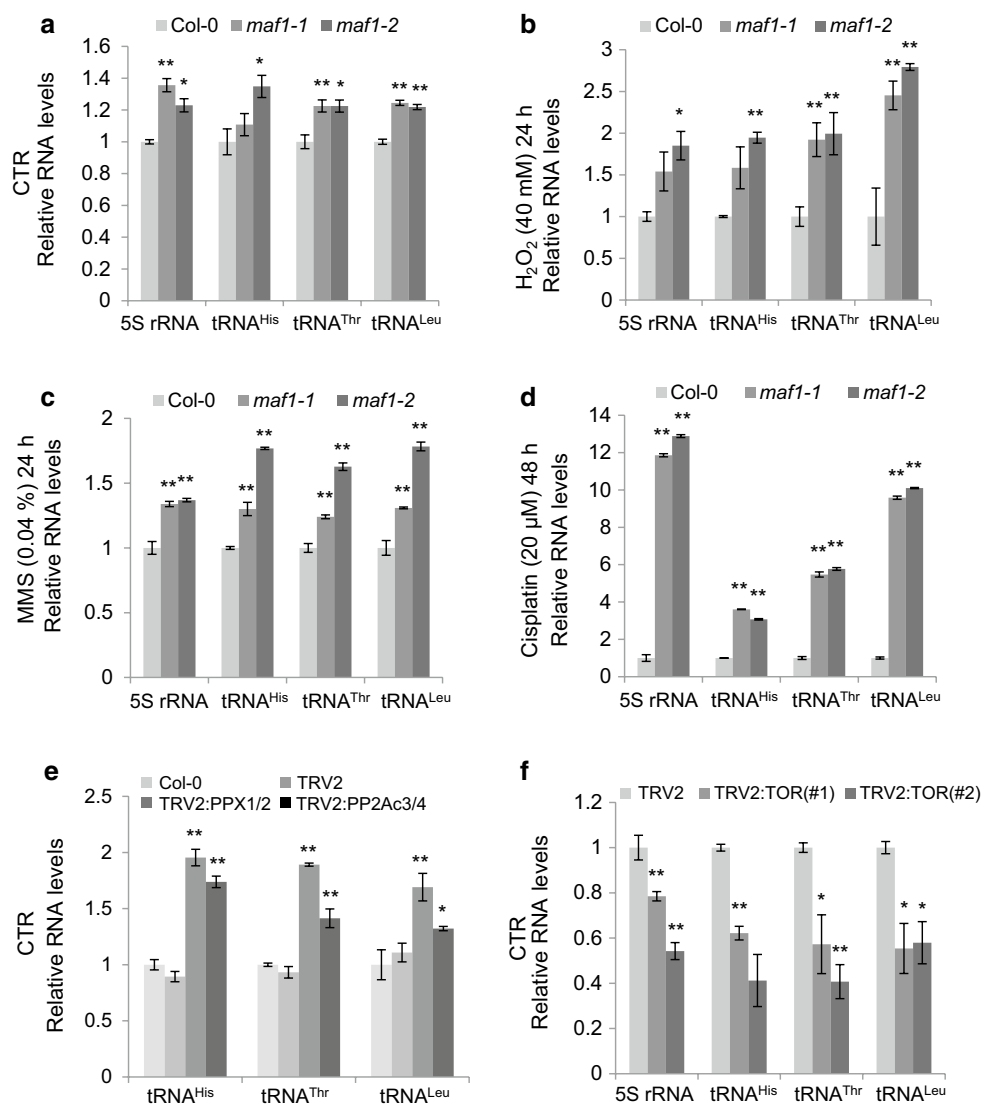 a
Col-0 maf1-1 maf1-2
CTR
Relative RNA levels
1.6
1.4
1.2
1
0.8
0.6
0.4
0.2
0
** * * ** * ** **
5S rRNA tRNAHis tRNAThr tRNALeu
b
Col-0 maf1-1 maf1-2
H2O2 (40 mM) 24 h
Relative RNA levels
3
2.5
2
1.5
1
0.5
0
* ** ** ** ** **
5S rRNA tRNAHis tRNAThr tRNALeu
c
Col-0 maf1-1 maf1-2
MMS (0.04 %) 24 h
Relative RNA levels
2
1.5
1
0.5
0
** ** ** ** ** ** ** **
5S rRNA tRNAHis tRNAThr tRNALeu
d
Col-0 maf1-1 maf1-2
Cisplatin (20 µM) 48 h
Relative RNA levels
14
12
10
8
6
4
2
0
** ** ** ** ** ** ** **
5S rRNA tRNAHis tRNAThr tRNALeu
e
Col-0 TRV2
TRV2:PPX1/2 TRV2:PP2Ac3/4
CTR
Relative RNA levels
2.5
2
1.5
1
0.5
0
** ** ** ** ** *
tRNAHis tRNAThr tRNALeu
f
TRV2 TRV2:TOR(#1) TRV2:TOR(#2)
CTR
Relative RNA levels
1.2
1
0.8
0.6
0.4
0.2
0
** ** ** * ** * *
5S rRNA tRNAHis tRNAThr tRNALeu